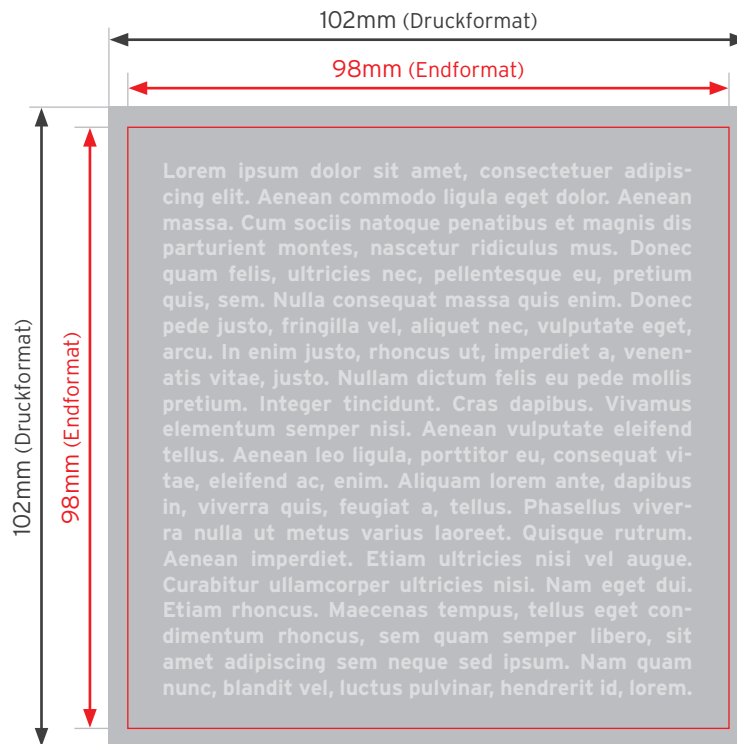 102mm (Druckformat)
98mm (Endformat)
102mm (Druckformat)
98mm (Endformat)
Lorem ipsum dolor sit amet, consectetuer adipis-
cing elit. Aenean commodo ligula eget dolor. Aenean
massa. Cum sociis natoque penatibus et magnis dis
parturient montes, nascetur ridiculus mus. Donec
quam felis, ultricies nec, pellentesque eu, pretium
quis, sem. Nulla consequat massa quis enim. Donec
pede justo, fringilla vel, aliquet nec, vulputate eget,
arcu. In enim justo, rhoncus ut, imperdiet a, venen-
atis vitae, justo. Nullam dictum felis eu pede mollis
pretium. Integer tincidunt. Cras dapibus. Vivamus
elementum semper nisi. Aenean vulputate eleifend
tellus. Aenean leo ligula, porttitor eu, consequat vi-
tae, eleifend ac, enim. Aliquam lorem ante, dapibus
in, viverra quis, feugiat a, tellus. Phasellus viver-
ra nulla ut metus varius laoreet. Quisque rutrum.
Aenean imperdiet. Etiam ultricies nisi vel augue.
Curabitur ullamcorper ultricies nisi. Nam eget dui.
Etiam rhoncus. Maecenas tempus, tellus eget con-
dimentum rhoncus, sem quam semper libero, sit
amet adipiscing sem neque sed ipsum. Nam quam
nunc, blandit vel, luctus pulvinar, hendrerit id, lorem.